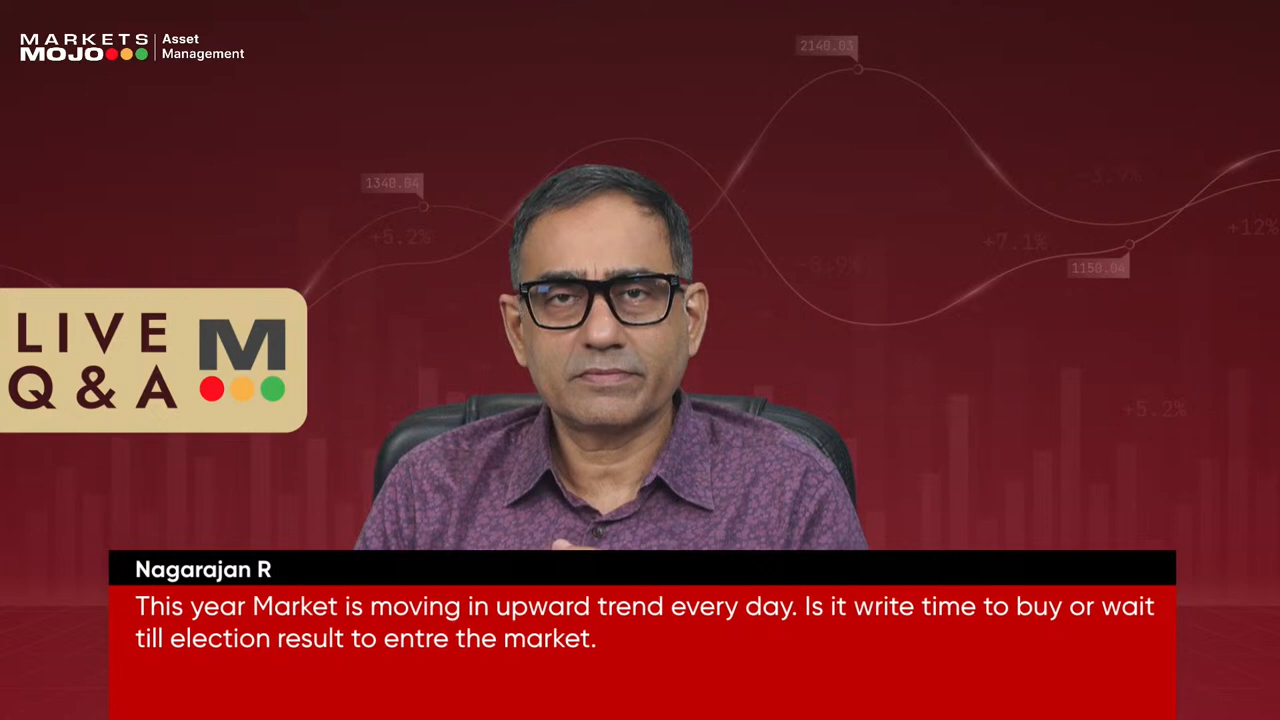 MARKETS
MOJO
Asset
Management
2140.03
1340.04
+5.2%
+7.1%
+12%
1150.04
LIVE
Q & A
M
+5.2%
Nagarajan R
This year Market is moving in upward trend every day. Is it write time to buy or wait
till election result to entre the market.